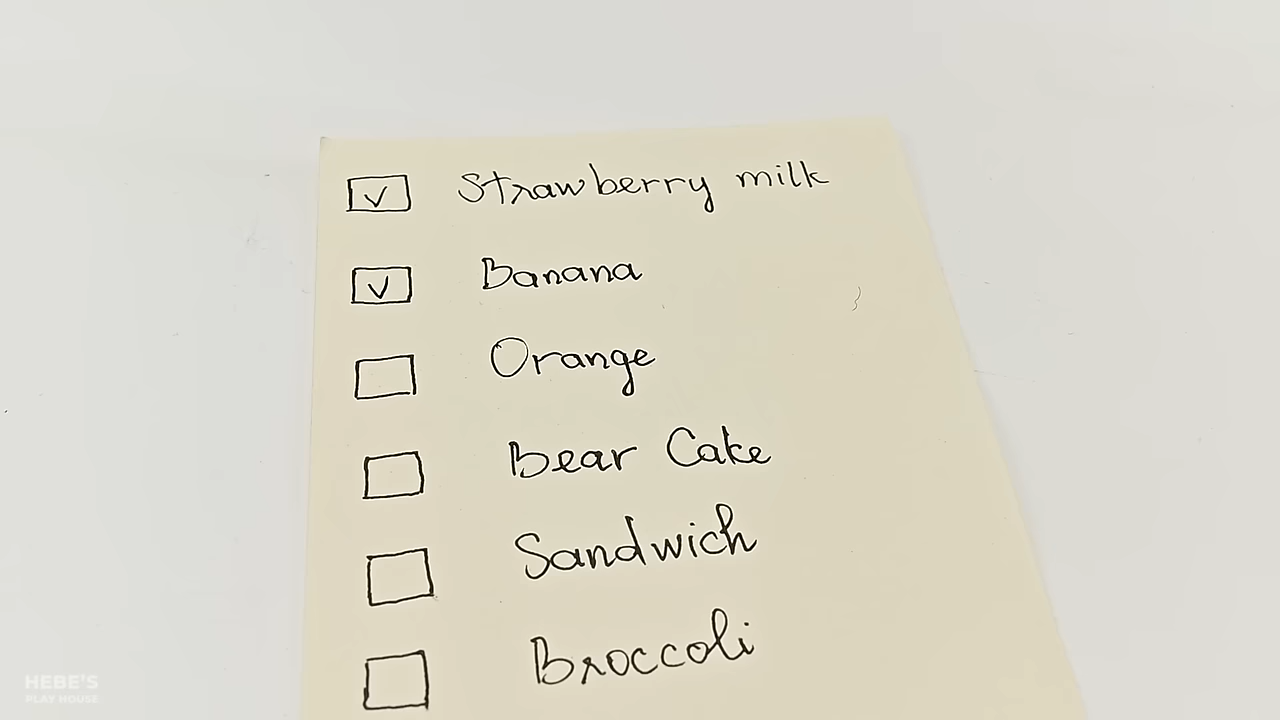 Strawberry milk
Banana
Orange
Bear Cake
Sandwich
Broccoli
HEBE'S
PLAY HOUSE